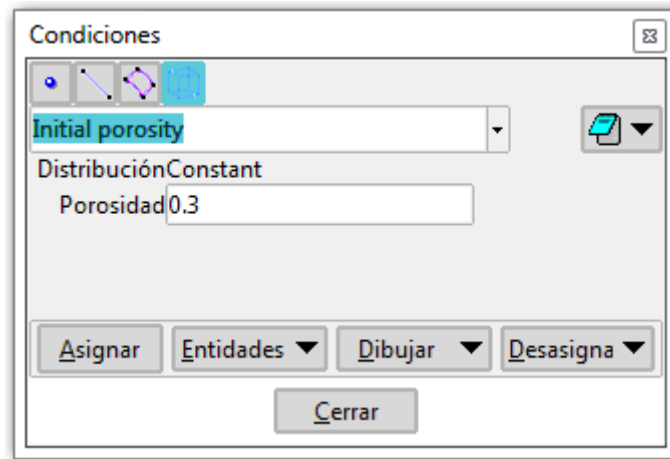 Condiciones
Initial porosity
DistribuciónConstant
Porosidad 0.3
Asignar Entidades Dibujar Desasigna
Cerrar